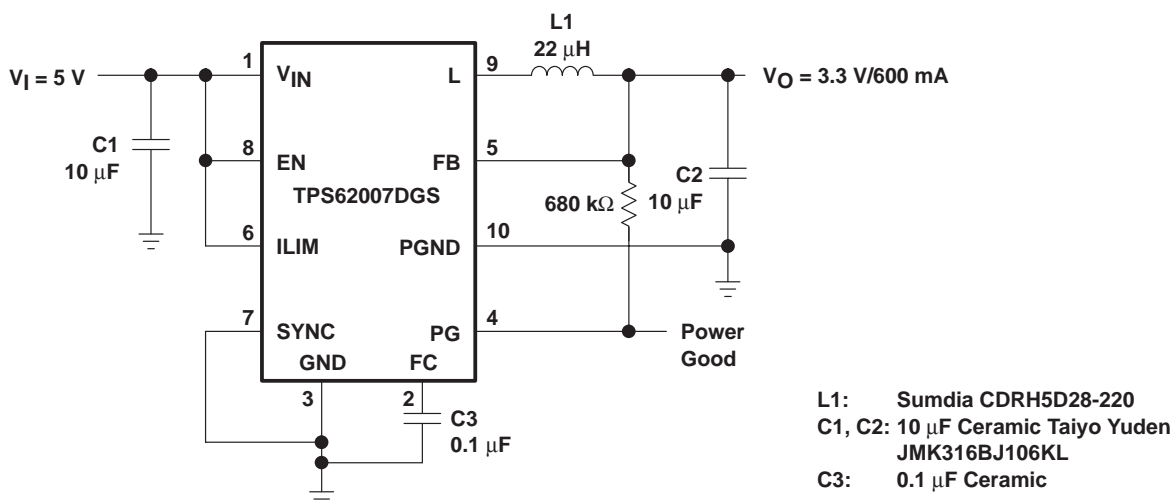 L1
22 μH
VI = 5 V
1
VIN
L
9
VO = 3.3 V/600 mA
C1
10 μF
8
EN
FB
5
C2
10 μF
TPS62007DGS
680 kΩ
6
ILIM
PGND
10
7
SYNC
PG
4
Power
Good
GND
FC
3
2
C3
0.1 μF
L1: Sumdia CDRH5D28-220
C1, C2: 10 μF Ceramic Taiyo Yuden
JMK316BJ106KL
C3: 0.1 μF Ceramic